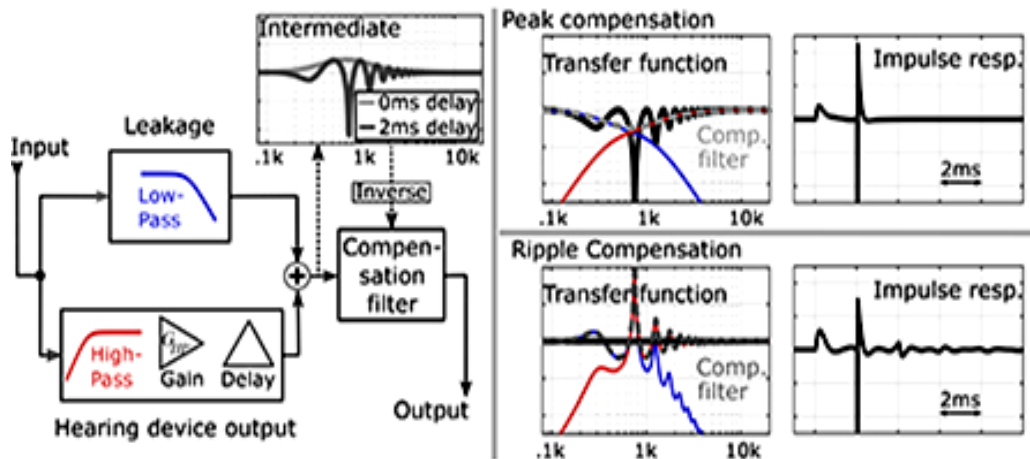 Intermediate
0ms delay
2ms delay
.1k
1k
10k
Leakage
Input
Low-
Pass
Inverse
Compen-
sation
filter
High-
Pass
Gain
Delay
Output
Hearing device output
Peak compensation
Transfer function
Comp.
filter
.1k
1k
10k
Impulse resp.
2ms
Ripple Compensation
Transfer function
Comp.
filter
.1k
1k
10k
Impulse resp.
2ms